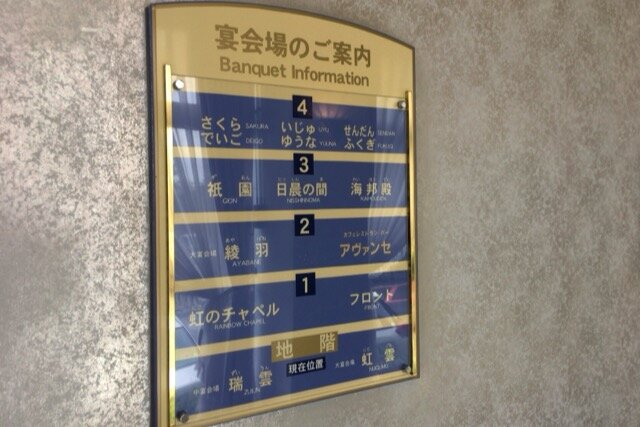 宴会場のご案内
Banquet Information
4
さくら SAKURA いじゅ IJYU せんだん SENDAN
でいご DEIGO ゆうな YUUNA ふくぎ FUKUGI
3
祇園 日晨の間 海邦殿
GION NISSHINNOMA KAIHOUDEN
2
カフェレストラン・バー
大宴会場 綾羽 アヴァンセ
AYABANE
1
虹のチャペル フロント
RAINBOW CHAPEL FRONT
地階
現在位置
中宴会場 瑞雲 大宴会場 虹雲
ZUIUN NIJIGUMO